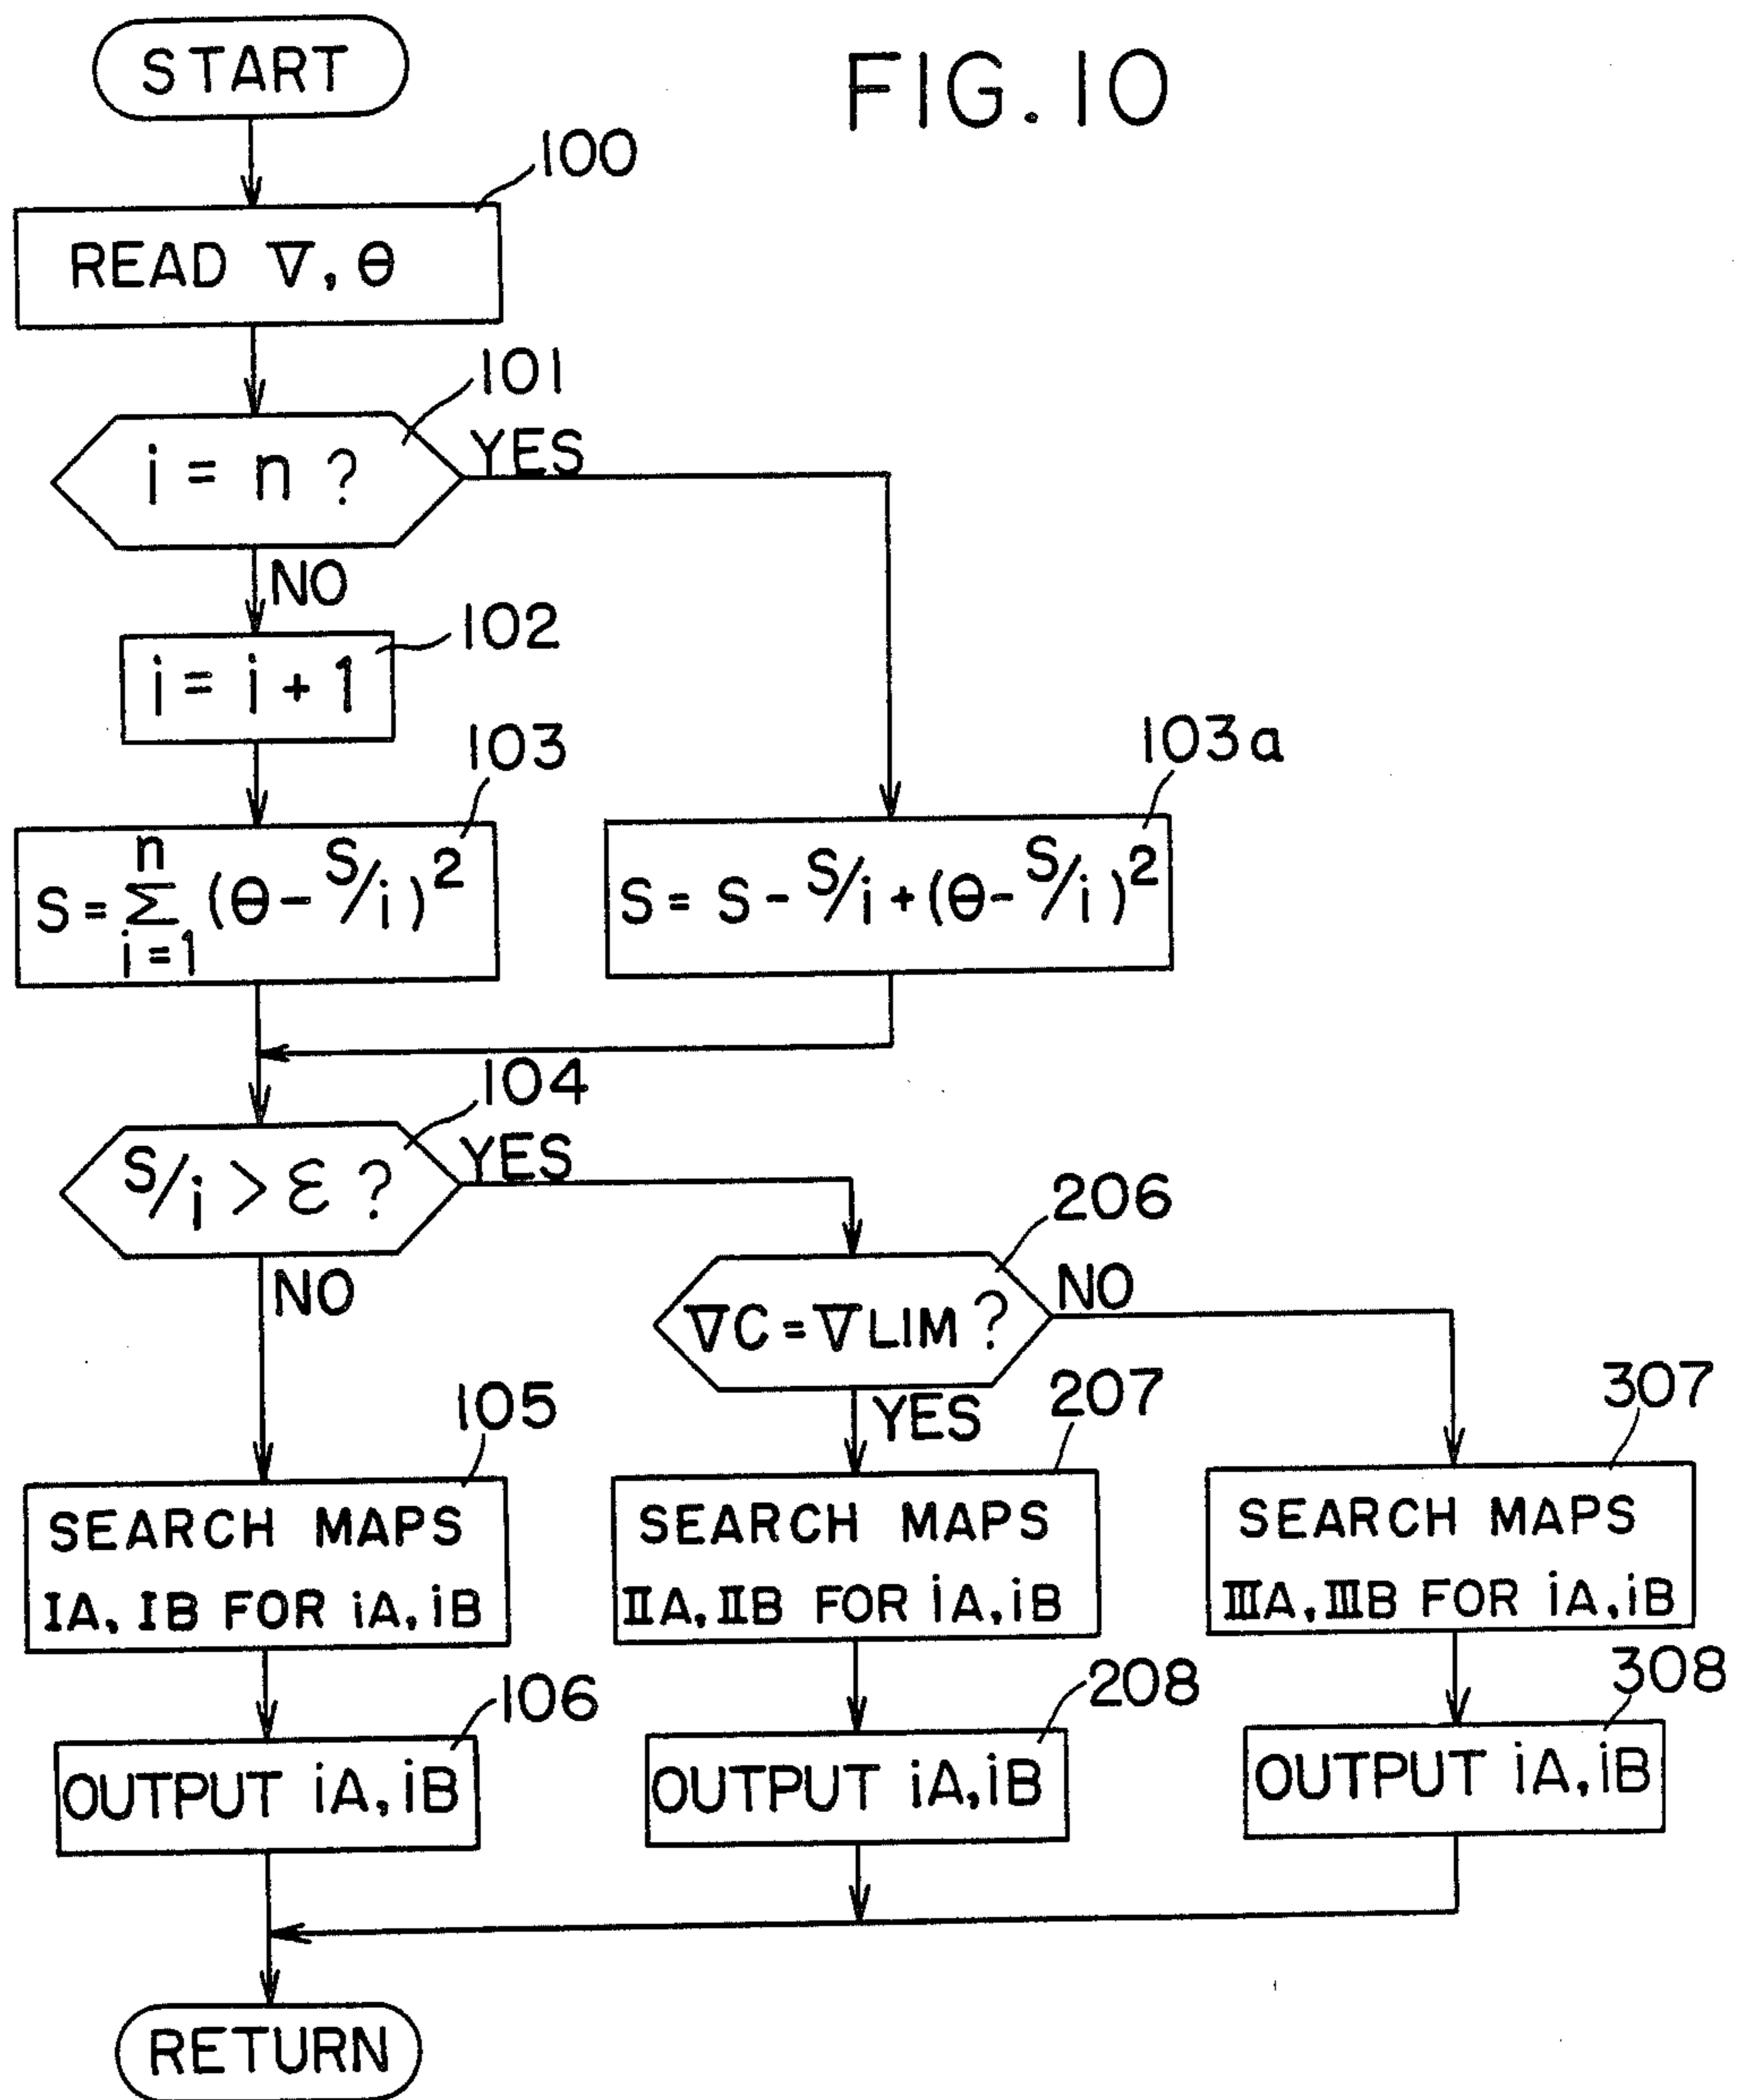 START
FIG. 10
100
READ V, θ
101
i = n ?
YES
NO
102
i = i + 1
103
S = n Σ i=1 (θ - S/i)2
103a
S = S - S/i + (θ - S/i)2
104
S/i > ε ?
YES
NO
206
VC = VLIM ?
NO
YES
105
SEARCH MAPS
IA, IB FOR iA, iB
207
SEARCH MAPS
IIA, IIB FOR iA, iB
307
SEARCH MAPS
IIIA, IIIB FOR iA, iB
106
OUTPUT iA, iB
208
OUTPUT iA, iB
308
OUTPUT iA, iB
RETURN